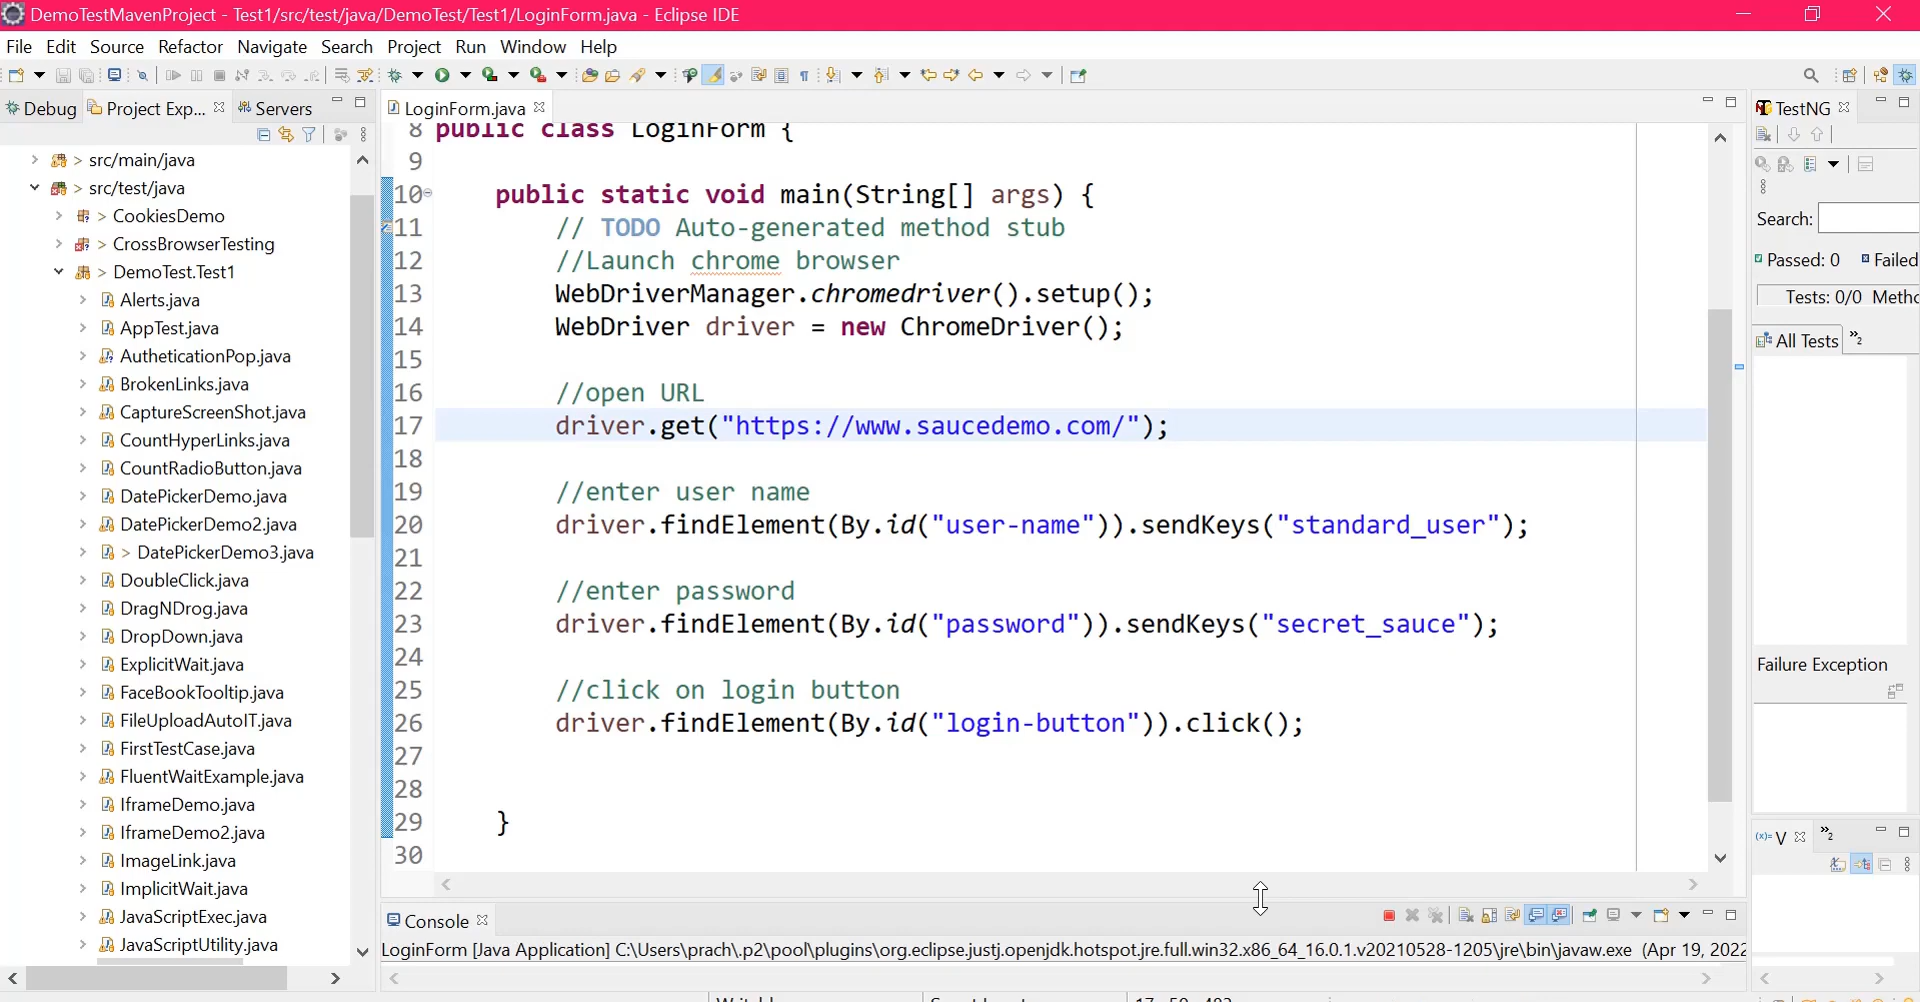 DemoTestMavenProject - Test1/src/test/java/DemoTest/Test1/LoginForm.java - Eclipse IDE
File Edit Source Refactor Navigate Search Project Run Window Help
Debug Project Exp... Servers
src/main/java
src/test/java
CookiesDemo
CrossBrowserTesting
DemoTest.Test1
Alerts.java
AppTest.java
AutheticationPop.java
BrokenLinks.java
CaptureScreenShot.java
CountHyperLinks.java
CountRadioButton.java
DatePickerDemo.java
DatePickerDemo2.java
DatePickerDemo3.java
DoubleClick.java
DragNDrog.java
DropDown.java
ExplicitWait.java
FaceBookTooltip.java
FileUploadAutoIT.java
FirstTestCase.java
FluentWaitExample.java
IframeDemo.java
IframeDemo2.java
ImageLink.java
ImplicitWait.java
JavaScriptExec.java
JavaScriptUtility.java
LoginForm.java
8 public class LoginForm {
9
10 public static void main(String[] args) {
11 // TODO Auto-generated method stub
12 //Launch chrome browser
13 WebDriverManager.chromedriver().setup();
14 WebDriver driver = new ChromeDriver();
15
16 //open URL
17 driver.get("https://www.saucedemo.com/");
18
19 //enter user name
20 driver.findElement(By.id("user-name")).sendKeys("standard_user");
21
22 //enter password
23 driver.findElement(By.id("password")).sendKeys("secret_sauce");
24
25 //click on login button
26 driver.findElement(By.id("login-button")).click();
27
28
29 }
30
Console
LoginForm [Java Application] C:\Users\prach\.p2\pool\plugins\org.eclipse.justj.openjdk.hotspot.jre.full.win32.x86_64_16.0.1.v20210528-1205\jre\bin\javaw.exe (Apr 19, 2022
TestNG
Search:
Passed: 0 Failed
Tests: 0/0 Metho
All Tests »2
Failure Exception
(x)= V »2